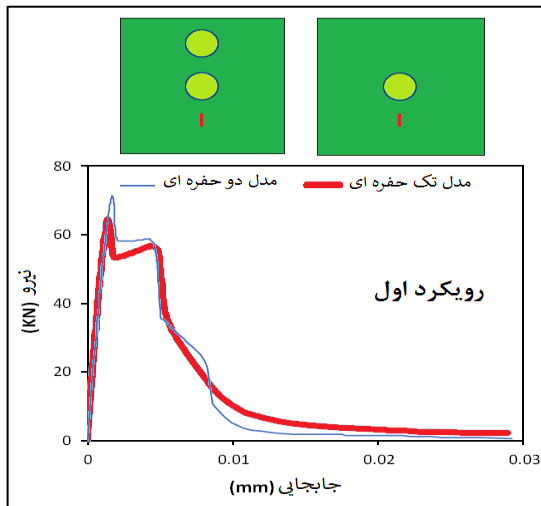 80
مدل دو حفره ای
مدل تک حفره ای
60
نیرو (KN)
رویکرد اول
40
20
0
0
0.01
0.02
0.03
جابجایی (mm)